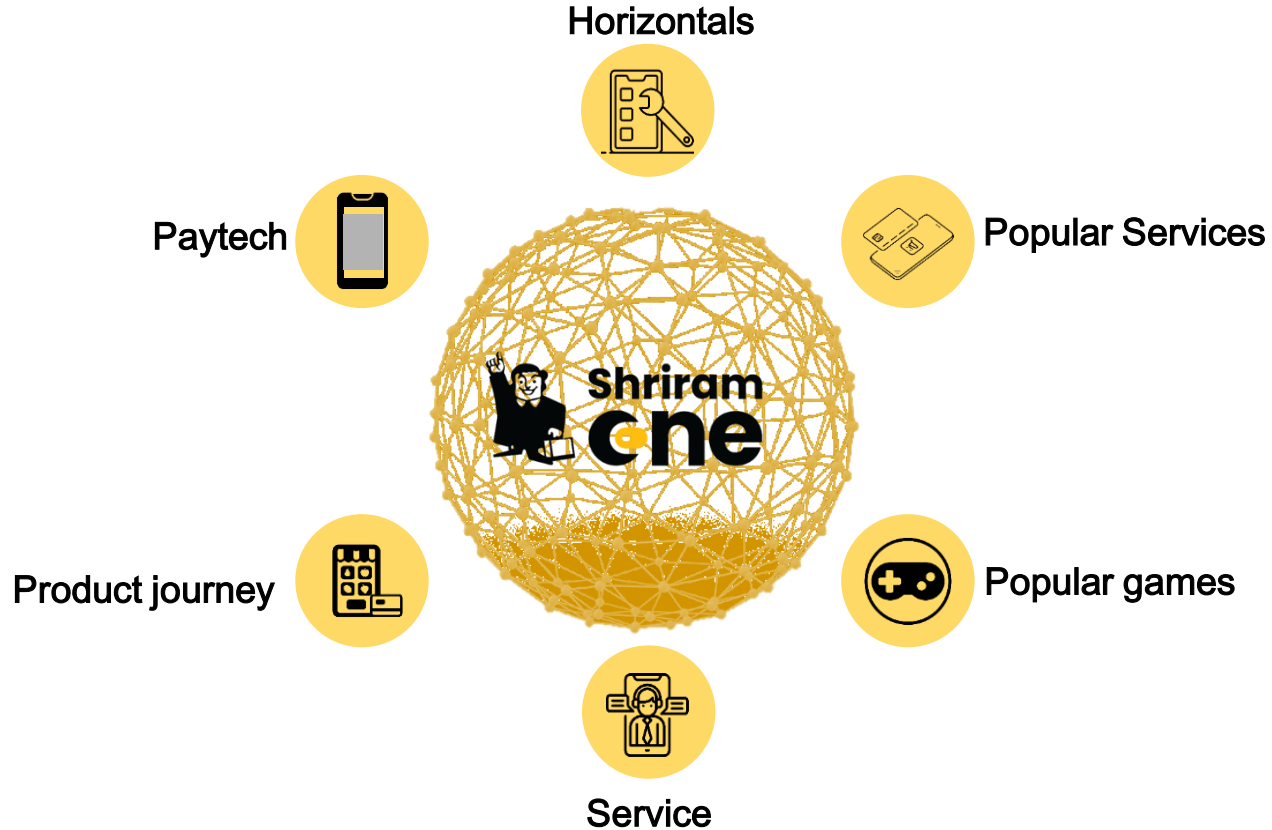 Horizontals
Paytech
Popular Services
Shriram
one
Product journey
Popular games
Service